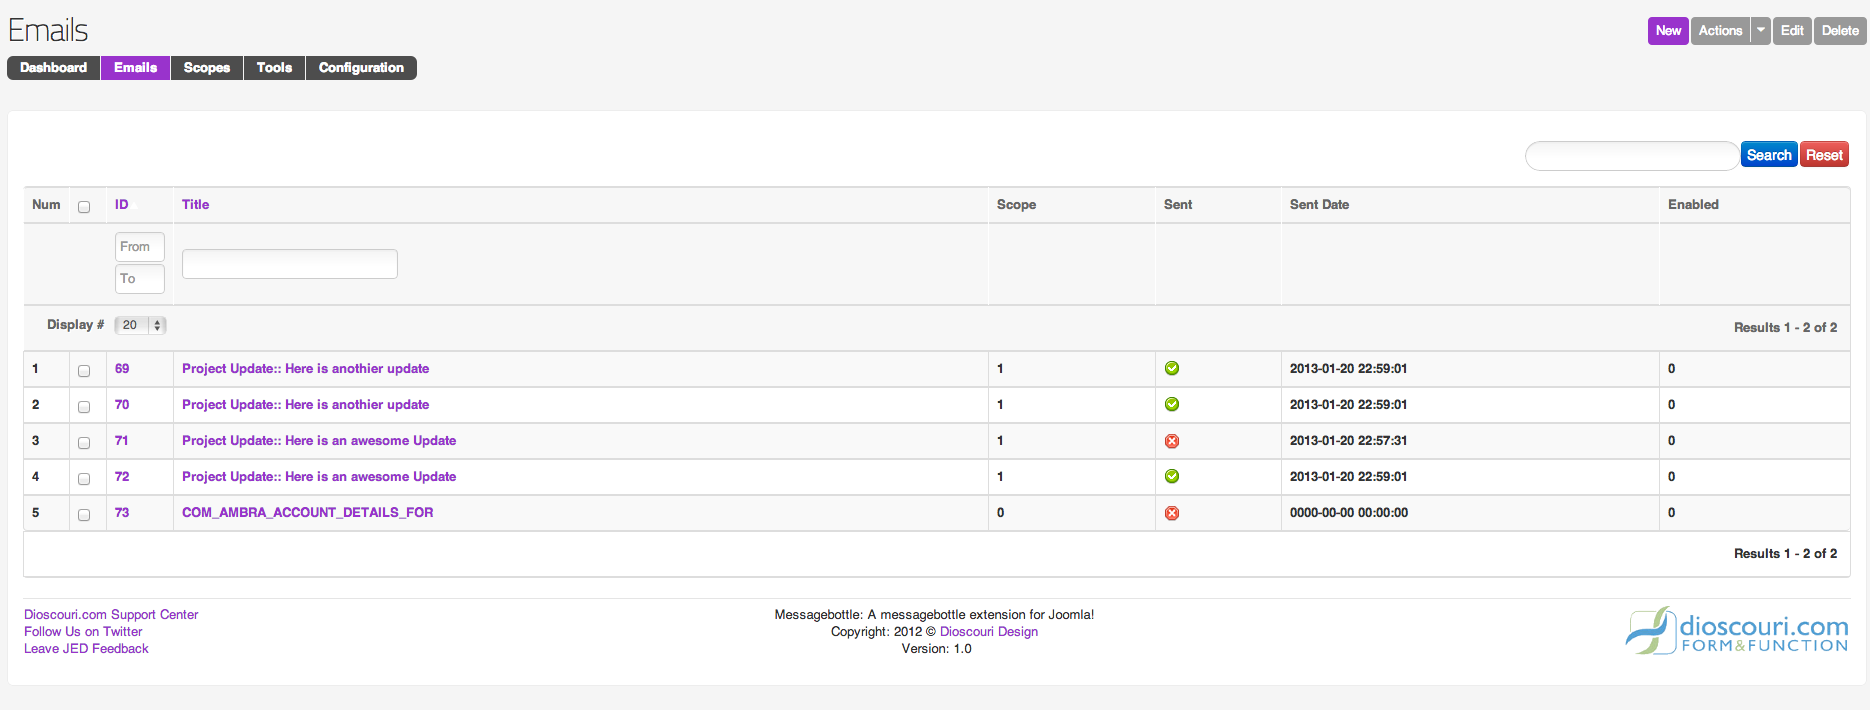 Emails
New Actions Edit Delete
Dashboard Emails Scopes Tools Configuration
Search Reset
Num ID Title Scope Sent Sent Date Enabled
From
To
Display # 20 Results 1 - 2 of 2
1 69 Project Update:: Here is anothier update 1 2013-01-20 22:59:01 0
2 70 Project Update:: Here is anothier update 1 2013-01-20 22:59:01 0
3 71 Project Update:: Here is an awesome Update 1 2013-01-20 22:57:31 0
4 72 Project Update:: Here is an awesome Update 1 2013-01-20 22:59:01 0
5 73 COM_AMBRA_ACCOUNT_DETAILS_FOR 0 0000-00-00 00:00:00 0
Results 1 - 2 of 2
Dioscouri.com Support Center
Follow Us on Twitter
Leave JED Feedback
Messagebottle: A messagebottle extension for Joomla!
Copyright: 2012 © Dioscouri Design
Version: 1.0
dioscouri.com
FORM&FUNCTION